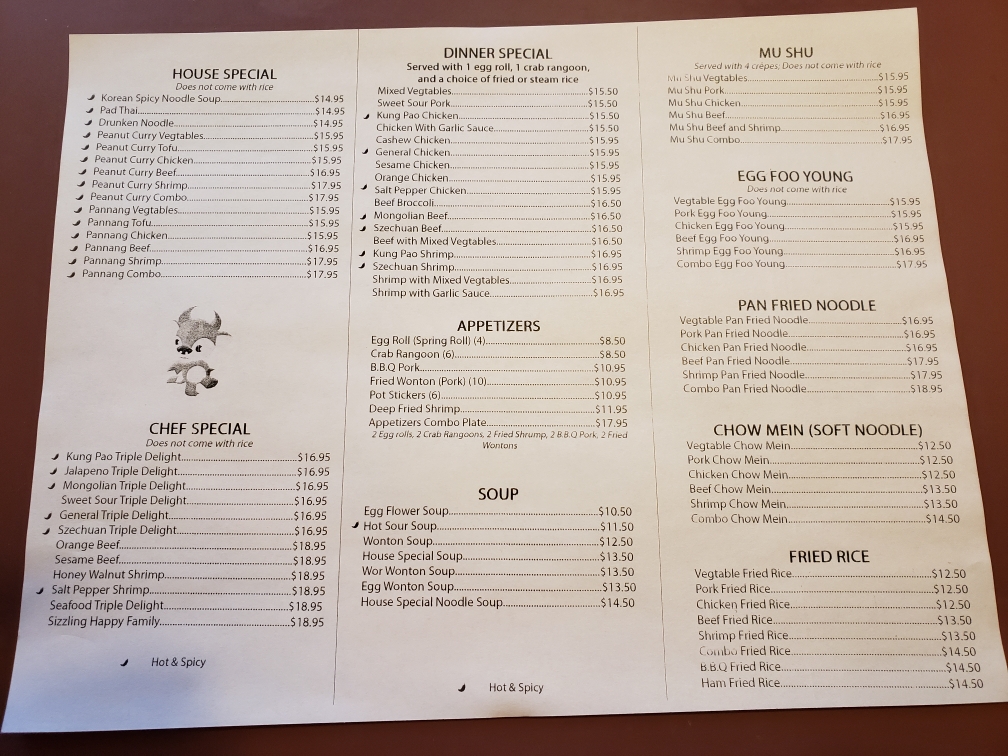 HOUSE SPECIAL
Does not come with rice
Korean Spicy Noodle Soup $14.95
Pad Thai $14.95
Drunken Noodle $14.95
Peanut Curry Vegtables $15.95
Peanut Curry Tofu $15.95
Peanut Curry Chicken $15.95
Peanut Curry Beef $16.95
Peanut Curry Shrimp $17.95
Peanut Curry Combo $17.95
Pannang Vegtables $15.95
Pannang Tofu $15.95
Pannang Chicken $15.95
Pannang Beef $16.95
Pannang Shrimp $17.95
Pannang Combo $17.95
CHEF SPECIAL
Does not come with rice
Kung Pao Triple Delight $16.95
Jalapeno Triple Delight $16.95
Mongolian Triple Delight $16.95
Sweet Sour Triple Delight $16.95
General Triple Delight $16.95
Szechuan Triple Delight $16.95
Orange Beef $18.95
Sesame Beef $18.95
Honey Walnut Shrimp $18.95
Salt Pepper Shrimp $18.95
Seafood Triple Delight $18.95
Sizzling Happy Family $18.95
Hot & Spicy
DINNER SPECIAL
Served with 1 egg roll, 1 crab rangoon,
and a choice of fried or steam rice
Mixed Vegtables $15.50
Sweet Sour Pork $15.50
Kung Pao Chicken $15.50
Chicken With Garlic Sauce $15.50
Cashew Chicken $15.95
General Chicken $15.95
Sesame Chicken $15.95
Orange Chicken $15.95
Salt Pepper Chicken $15.95
Beef Broccoli $16.50
Mongolian Beef $16.50
Szechuan Beef $16.50
Beef with Mixed Vegtables $16.50
Kung Pao Shrimp $16.95
Szechuan Shrimp $16.95
Shrimp with Mixed Vegtables $16.95
Shrimp with Garlic Sauce $16.95
APPETIZERS
Egg Roll (Spring Roll) (4) $8.50
Crab Rangoon (6) $8.50
B.B.Q Pork $10.95
Fried Wonton (Pork) (10) $10.95
Pot Stickers (6) $10.95
Deep Fried Shrimp $11.95
Appetizers Combo Plate $17.95
2 Egg rolls, 2 Crab Rangoons, 2 Fried Shrump, 2 B.B.Q Pork, 2 Fried
Wontons
SOUP
Egg Flower Soup $10.50
Hot Sour Soup $11.50
Wonton Soup $12.50
House Special Soup $13.50
Wor Wonton Soup $13.50
Egg Wonton Soup $13.50
House Special Noodle Soup $14.50
Hot & Spicy
MU SHU
Served with 4 crêpes, Does not come with rice
Mu Shu Vegtables $15.95
Mu Shu Pork $15.95
Mu Shu Chicken $15.95
Mu Shu Beef $16.95
Mu Shu Beef and Shrimp $16.95
Mu Shu Combo $17.95
EGG FOO YOUNG
Does not come with rice
Vegtable Egg Foo Young $15.95
Pork Egg Foo Young $15.95
Chicken Egg Foo Young $15.95
Beef Egg Foo Young $16.95
Shrimp Egg Foo Young $16.95
Combo Egg Foo Young $17.95
PAN FRIED NOODLE
Vegtable Pan Fried Noodle $16.95
Pork Pan Fried Noodle $16.95
Chicken Pan Fried Noodle $16.95
Beef Pan Fried Noodle $17.95
Shrimp Pan Fried Noodle $17.95
Combo Pan Fried Noodle $18.95
CHOW MEIN (SOFT NOODLE)
Vegtable Chow Mein $12.50
Pork Chow Mein $12.50
Chicken Chow Mein $12.50
Beef Chow Mein $13.50
Shrimp Chow Mein $13.50
Combo Chow Mein $14.50
FRIED RICE
Vegtable Fried Rice $12.50
Pork Fried Rice $12.50
Chicken Fried Rice $12.50
Beef Fried Rice $13.50
Shrimp Fried Rice $13.50
Combo Fried Rice $14.50
B.B.Q Fried Rice $14.50
Ham Fried Rice $14.50